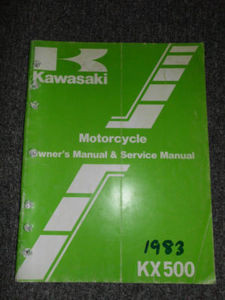 Kawasaki
Motorcycle
Owner's Manual & Service Manual
1983
KX500